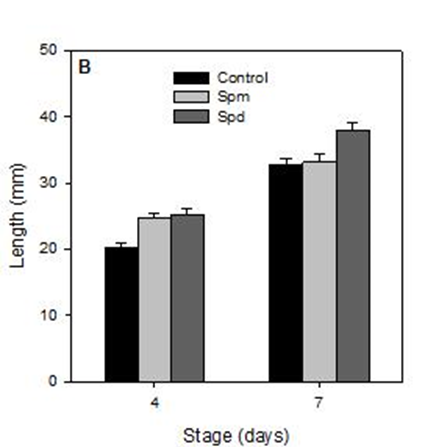 50
B
Control
Spm
Spd
40
30
20
10
0
Length (mm)
4
7
Stage (days)